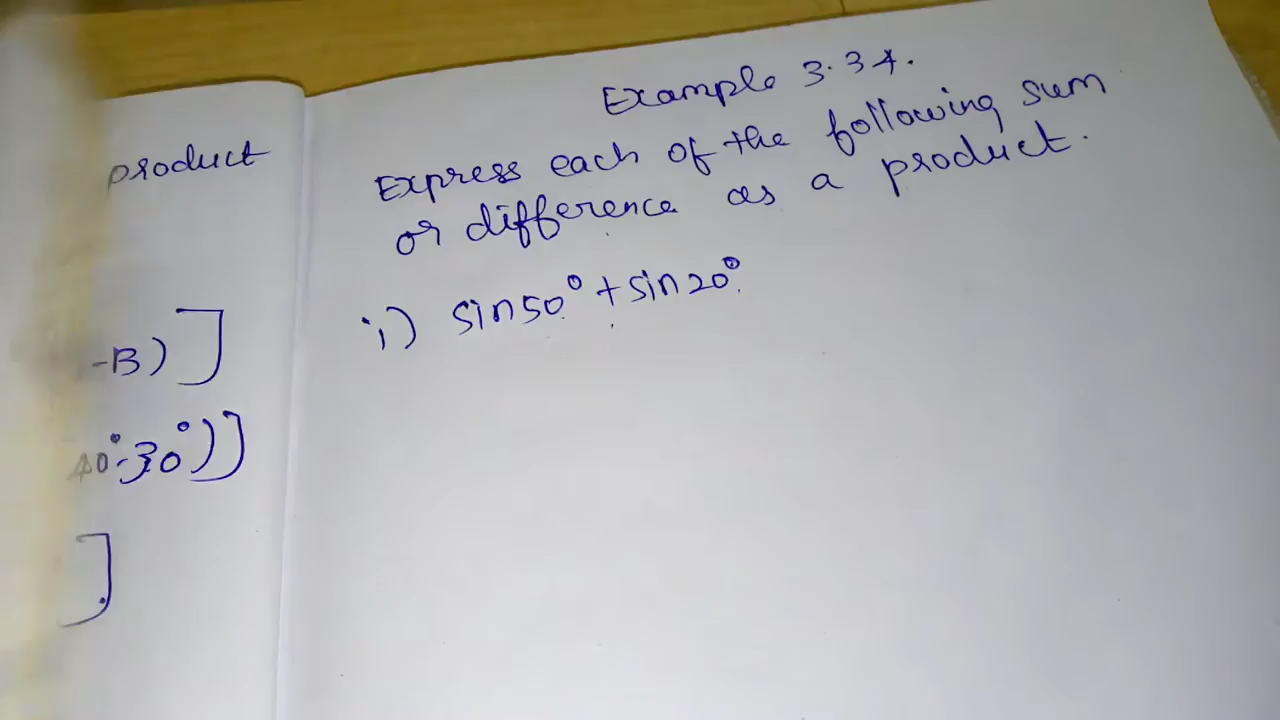 product
-B)]
40°-30°)]
]
Example 3.34.
Express each of the following sum
or difference as a product.
i) sin50° + sin20°